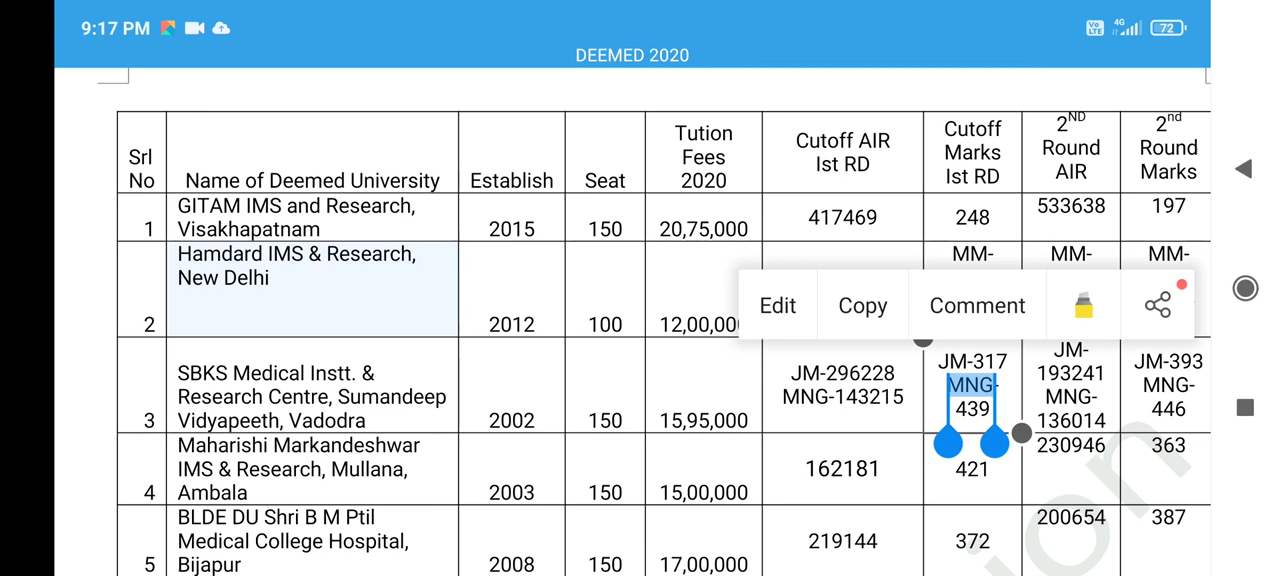 9:17 PM
Vo LTE 4G 72
DEEMED 2020
Srl No
Name of Deemed University
Establish
Seat
Tution Fees 2020
Cutoff AIR Ist RD
Cutoff Marks Ist RD
2ND Round AIR
2nd Round Marks
1
GITAM IMS and Research,
Visakhapatnam
2015
150
20,75,000
417469
248
533638
197
2
Hamdard IMS & Research,
New Delhi
2012
100
12,00,00
MM-
MM-
MM-
Edit
Copy
Comment
3
SBKS Medical Instt. &
Research Centre, Sumandeep
Vidyapeeth, Vadodra
2002
150
15,95,000
JM-296228
MNG-143215
JM-317
MNG-
439
JM-
193241
MNG-
136014
JM-393
MNG-
446
4
Maharishi Markandeshwar
IMS & Research, Mullana,
Ambala
2003
150
15,00,000
162181
421
230946
363
5
BLDE DU Shri B M Ptil
Medical College Hospital,
Bijapur
2008
150
17,00,000
219144
372
200654
387